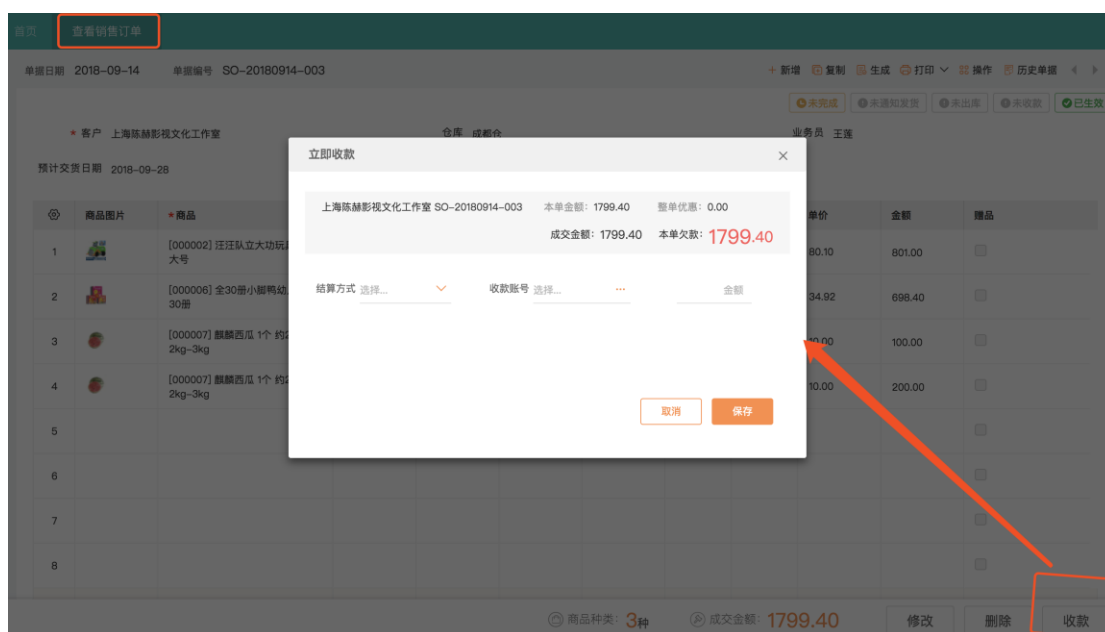 首页 查看销售订单
单据日期 2018-09-14 单据编号 SO-20180914-003 + 新增 复制 生成 打印 操作 历史单据
未完成 未通知发货 未出库 未收款 已生效
* 客户 上海陈赫影视文化工作室 仓库 成都仓 业务员 王莲
预计交货日期 2018-09-28
立即收款 ×
上海陈赫影视文化工作室 SO-20180914-003 本单金额: 1799.40 整单优惠: 0.00
成交金额: 1799.40 本单欠款: 1799.40
结算方式 选择... 收款账号 选择... ... 金额
取消 保存
商品图片 *商品 单价 金额 赠品
1 [000002] 汪汪队立大功玩
大号 80.10 801.00
2 [000006] 全30册小脚鸭幼
30册 34.92 698.40
3 [000007] 麒麟西瓜 1个 约2
2kg-3kg 10.00 100.00
4 [000007] 麒麟西瓜 1个 约2
2kg-3kg 10.00 200.00
5
6
7
8
商品种类: 3种 成交金额: 1799.40 修改 删除 收款